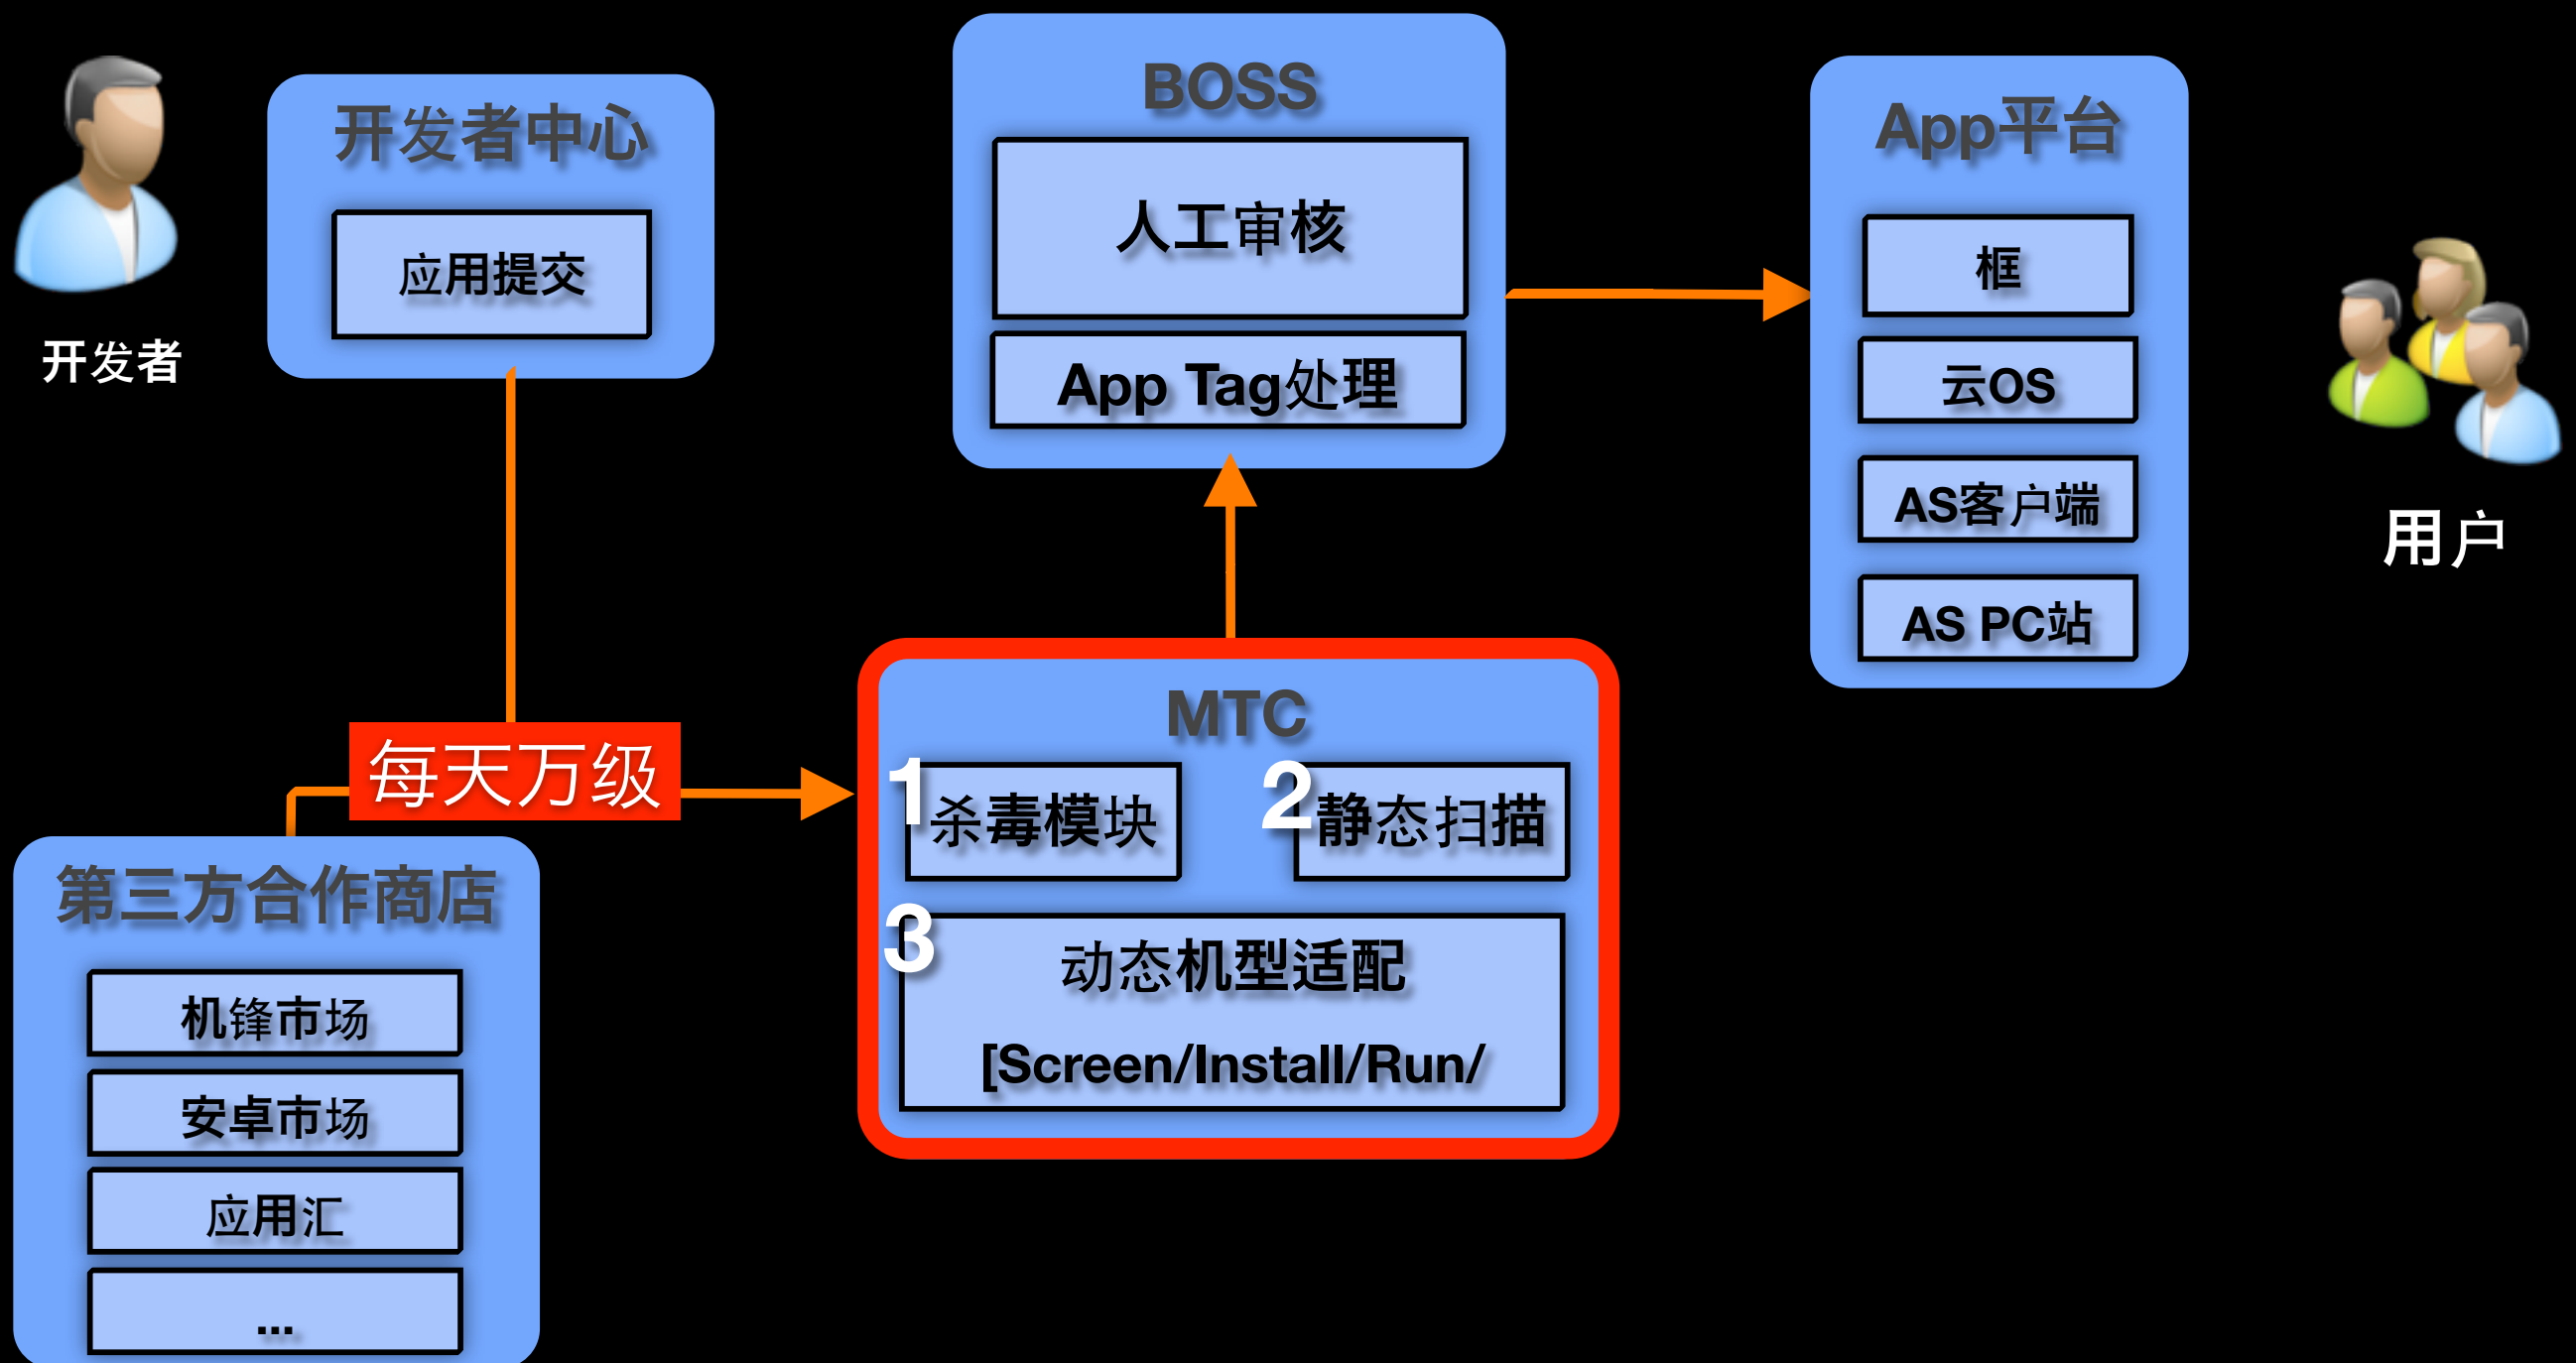 开发者
开发者中心
应用提交
BOSS
人工审核
App Tag处理
App平台
框
云OS
AS客户端
AS PC站
用户
每天万级
第三方合作商店
机锋市场
安卓市场
应用汇
...
MTC
1
杀毒模块
2
静态扫描
3
动态机型适配
[Screen/Install/Run/